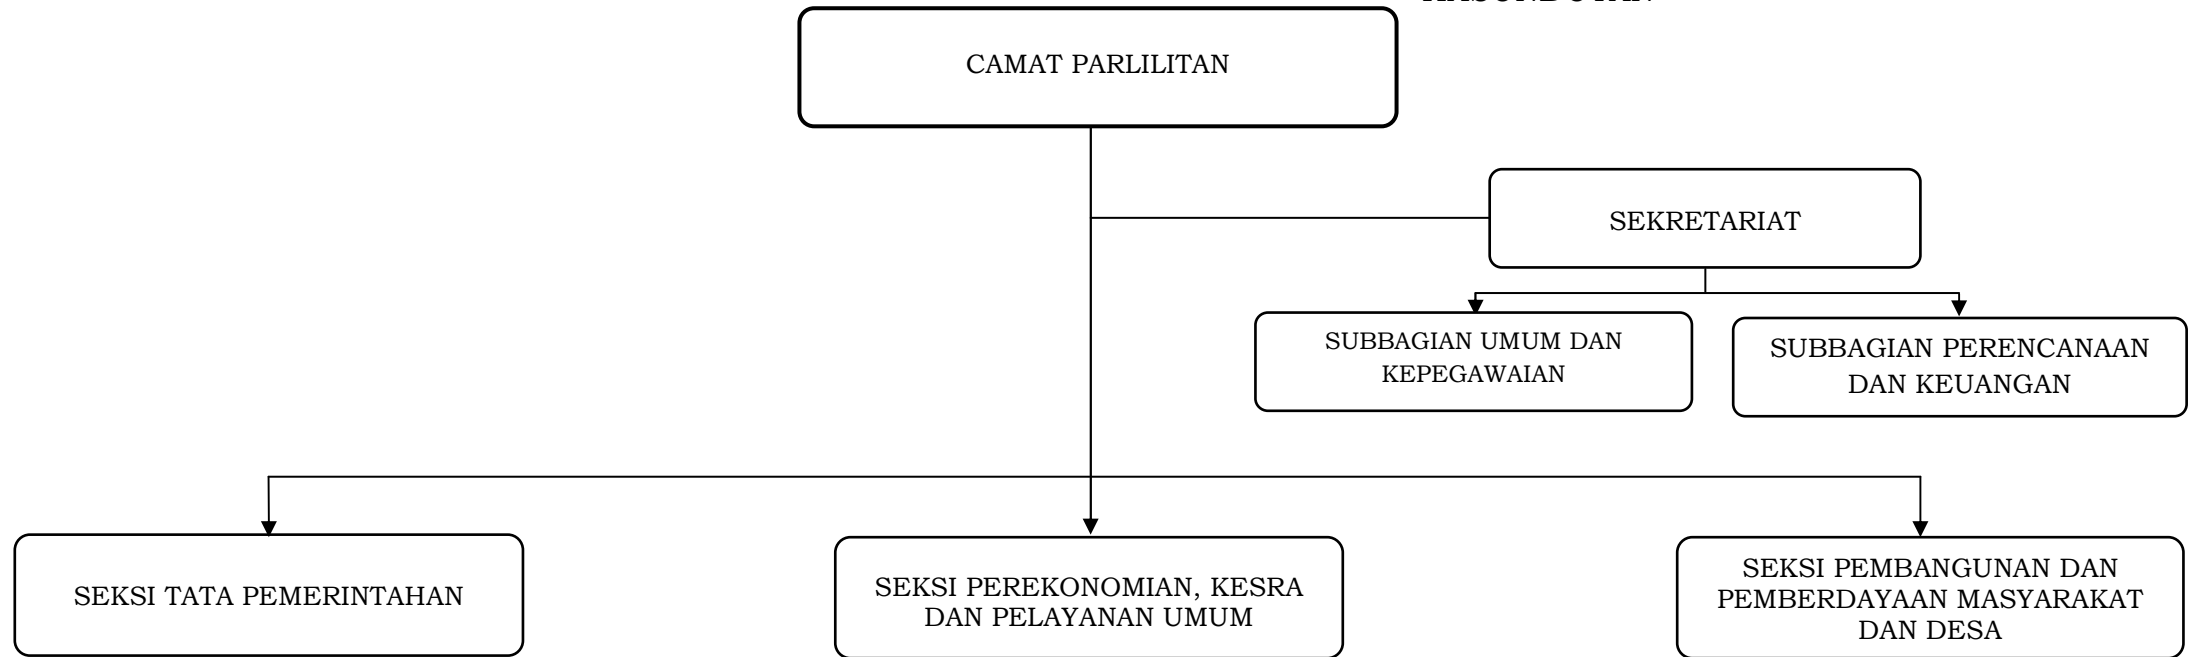 CAMAT PARLILITAN
SEKRETARIAT
SUBBAGIAN UMUM DAN
KEPEGAWAIAN
SUBBAGIAN PERENCANAAN
DAN KEUANGAN
SEKSI TATA PEMERINTAHAN
SEKSI PEREKONOMIAN, KESRA
DAN PELAYANAN UMUM
SEKSI PEMBANGUNAN DAN
PEMBERDAYAAN MASYARAKAT
DAN DESA